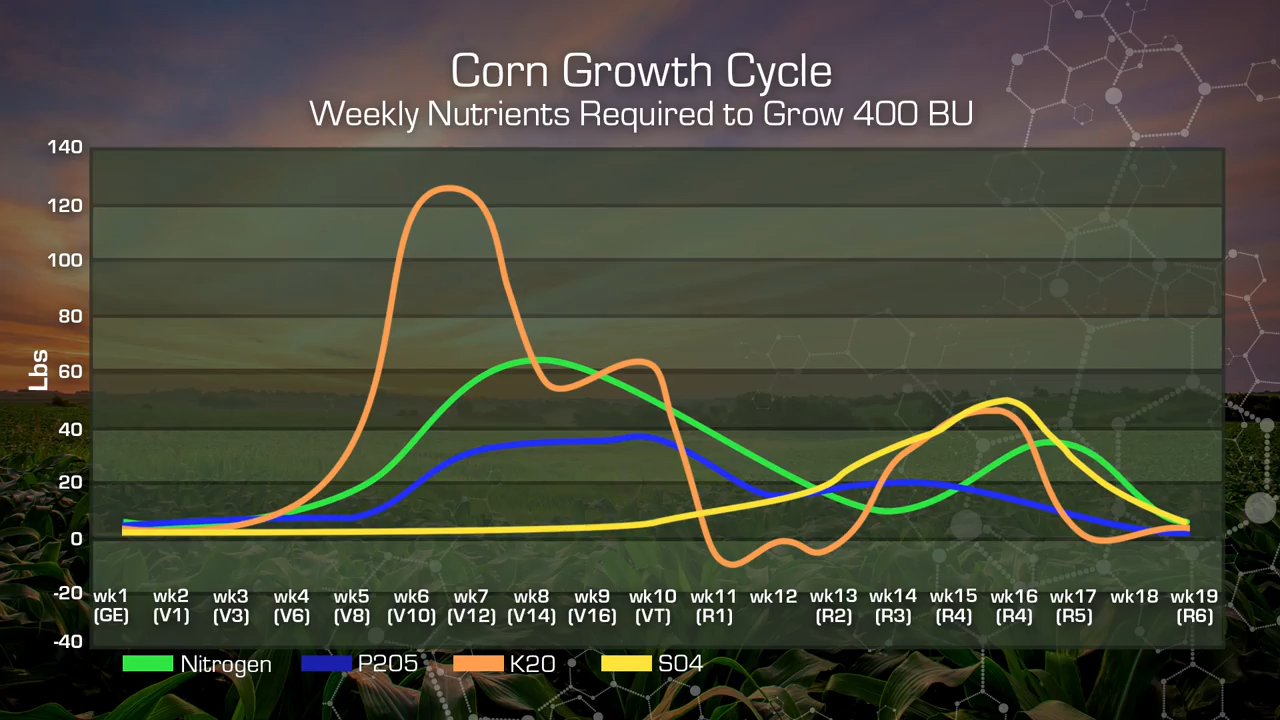 Corn Growth Cycle
Weekly Nutrients Required to Grow 400 BU
140
120
100
80
60
40
20
0
-20
-40
Lbs
wk1 wk2 wk3 wk4 wk5 wk6 wk7 wk8 wk9 wk10 wk11 wk12 wk13 wk14 wk15 wk16 wk17 wk18 wk19
(GE) (V1) (V3) (V6) (V8) (V10) (V12) (V14) (V16) (VT) (R1) (R2) (R3) (R4) (R4) (R5) (R6)
Nitrogen P205 K20 S04